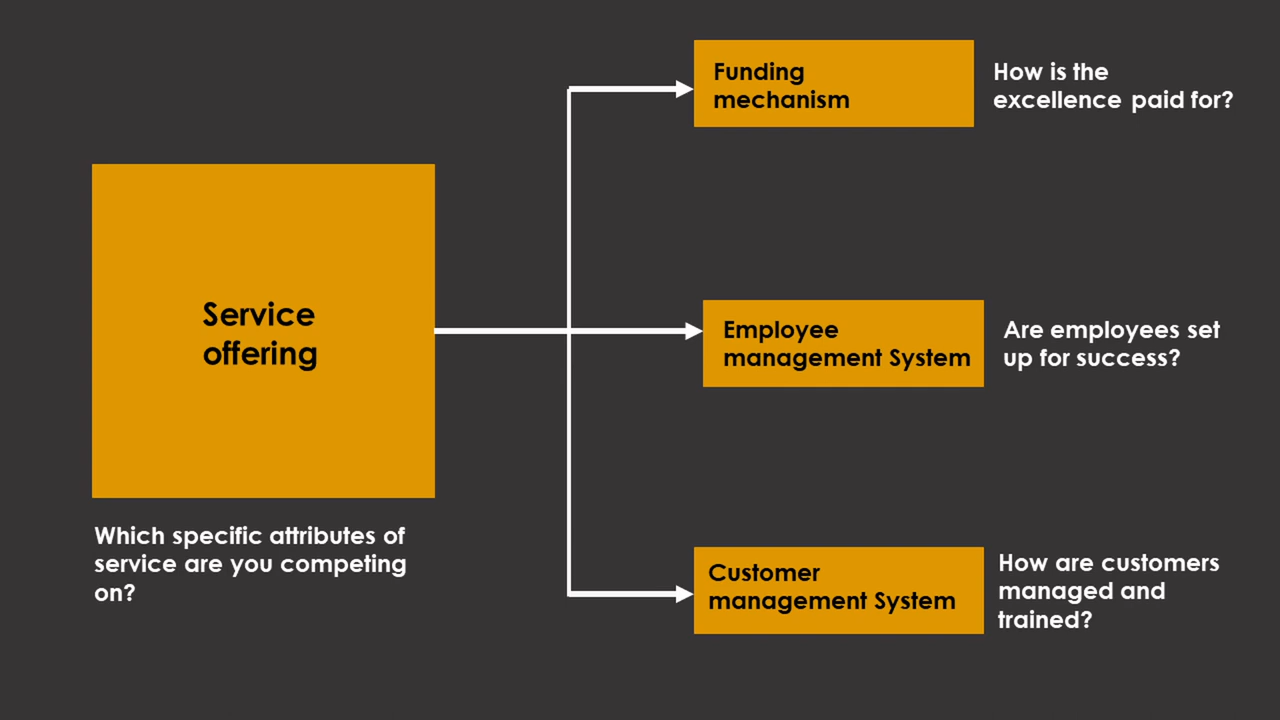 Service
offering
Which specific attributes of
service are you competing
on?
Funding
mechanism
How is the
excellence paid for?
Employee
management System
Are employees set
up for success?
Customer
management System
How are customers
managed and
trained?